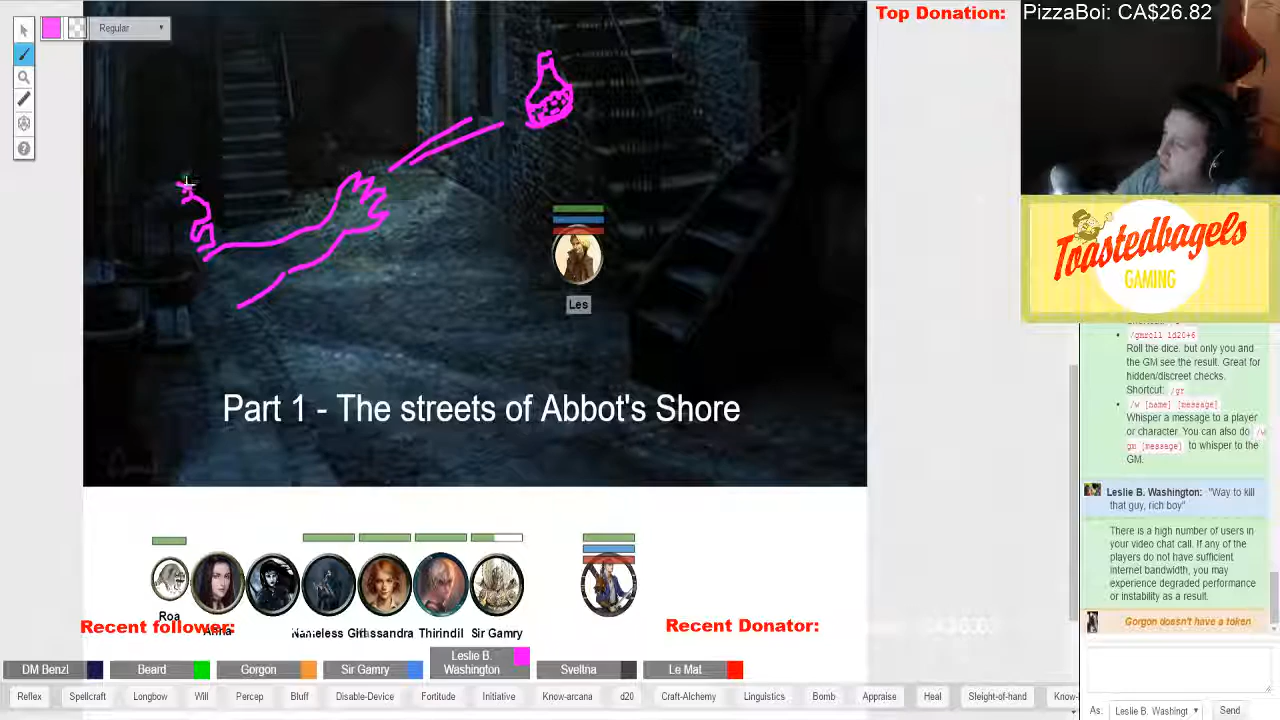 Top Donation:
PizzaBoi: CA$26.82
Regular
Toastedbagels
GAMING
Les
/gmroll 1d20+6
Roll the dice, but only you and
the GM see the result. Great for
hidden/discreet checks.
Shortcut: /gr
/w [name] [message]
Whisper a message to a player
or character. You can also do /w
gm [message] to whisper to the
GM.
Part 1 - The streets of Abbot's Shore
Leslie B. Washington: "Way to kill
that guy, rich boy"
There is a high number of users in
your video chat call. If any of the
players do not have sufficient
internet bandwidth, you may
experience degraded performance
or instability as a result.
Gorgon doesn't have a token
Roa
Recent follower:
Anna
Nameless
Thirindil
Sir Gamry
Recent Donator:
DM Benzl
Beard
Gorgon
Sir Gamry
Leslie B.
Washington
Sveltna
Le Mat
Reflex
Spellcraft
Longbow
Will
Percep
Bluff
Disable-Device
Fortitude
Initiative
Know-arcana
d20
Craft-Alchemy
Linguistics
Bomb
Appraise
Heal
Sleight-of-hand
Know-
As:
Leslie B. Washingt
Send